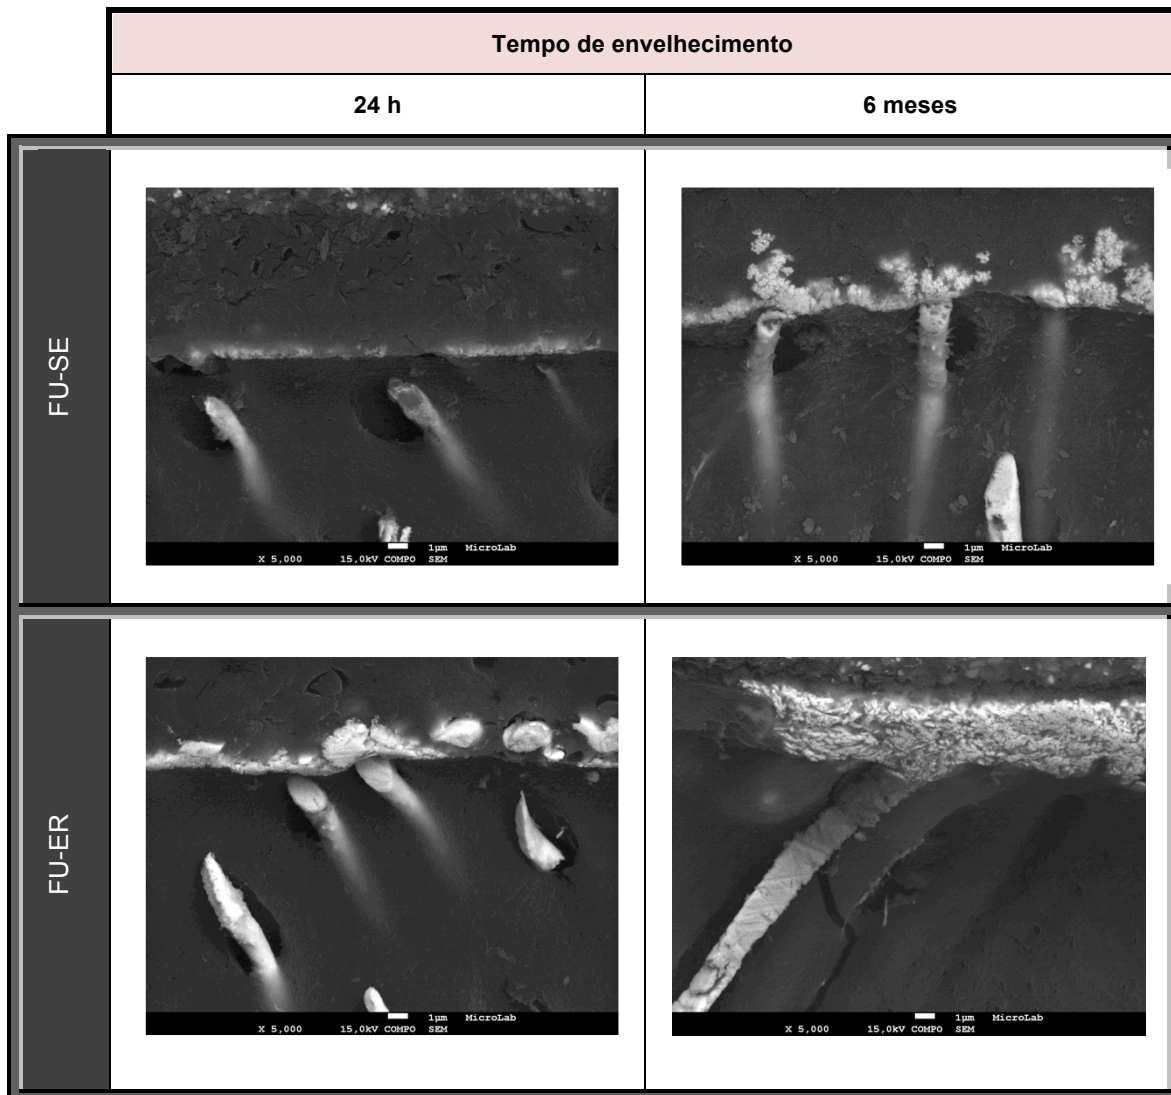 Tempo de envelhecimento
24 h
6 meses
FU-SE
1µm MicroLab
X 5,000 15,0kV COMPO SEM
1µm MicroLab
X 5,000 15,0kV COMPO SEM
FU-ER
1µm MicroLab
X 5,000 15,0kV COMPO SEM
1µm MicroLab
X 5,000 15,0kV COMPO SEM